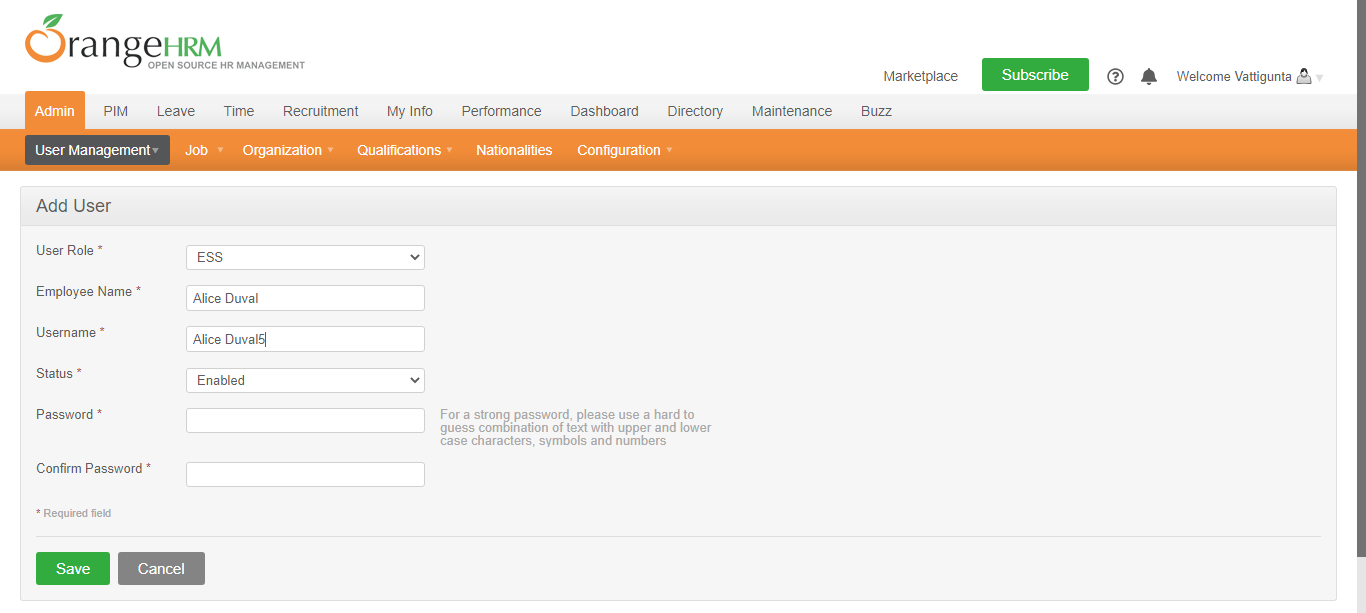 OrangeHRM
OPEN SOURCE HR MANAGEMENT
Marketplace Subscribe ? Welcome Vattigunta
Admin PIM Leave Time Recruitment My Info Performance Dashboard Directory Maintenance Buzz
User Management Job Organization Qualifications Nationalities Configuration
Add User
User Role * ESS
Employee Name * Alice Duval
Username * Alice Duval5
Status * Enabled
Password * For a strong password, please use a hard to
guess combination of text with upper and lower
case characters, symbols and numbers
Confirm Password *
* Required field
Save Cancel